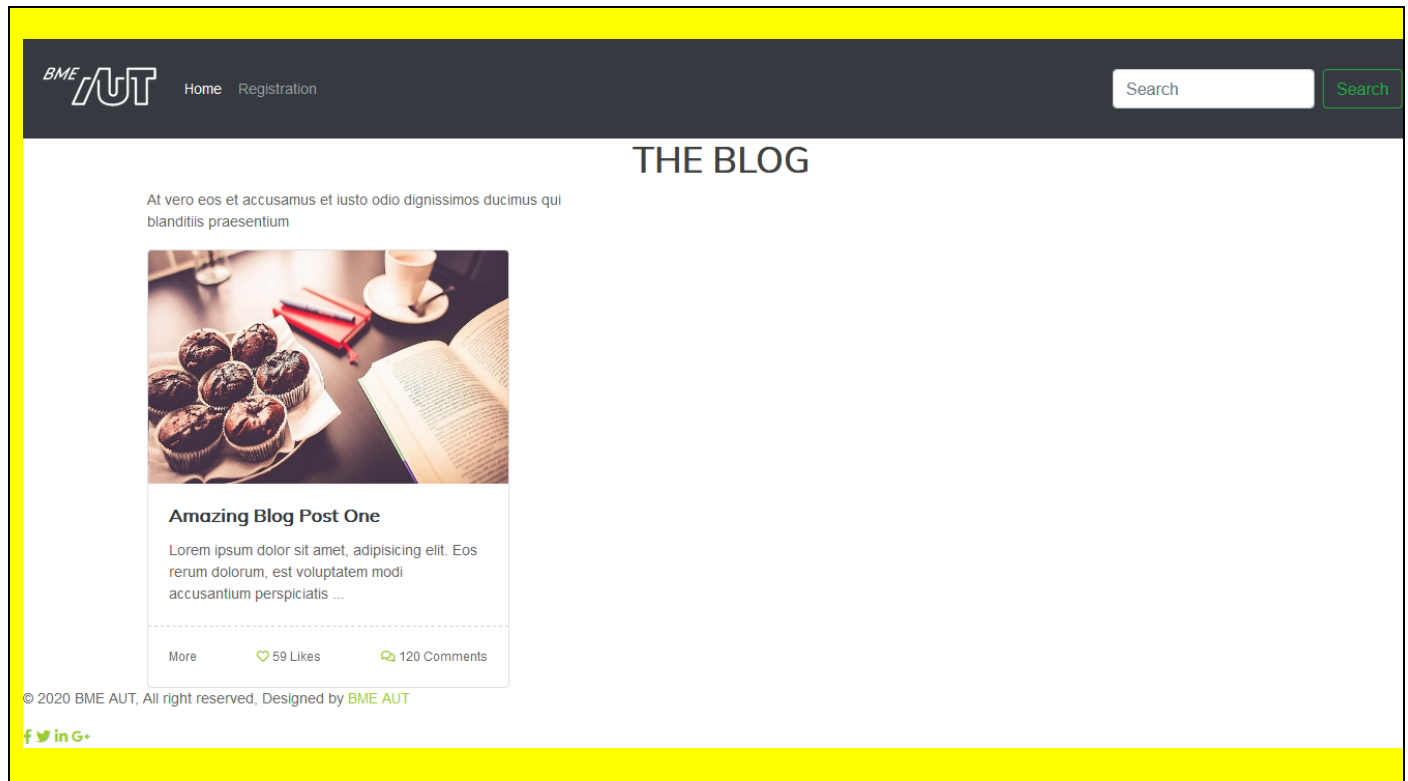 BME AUT
Home Registration
Search
Search
THE BLOG
At vero eos et accusamus et iusto odio dignissimos ducimus qui
blanditiis praesentium
Amazing Blog Post One
Lorem ipsum dolor sit amet, adipisicing elit. Eos
rerum dolorum, est voluptatem modi
accusantium perspiciatis ...
More 59 Likes 120 Comments
© 2020 BME AUT, All right reserved, Designed by BME AUT
f in G+